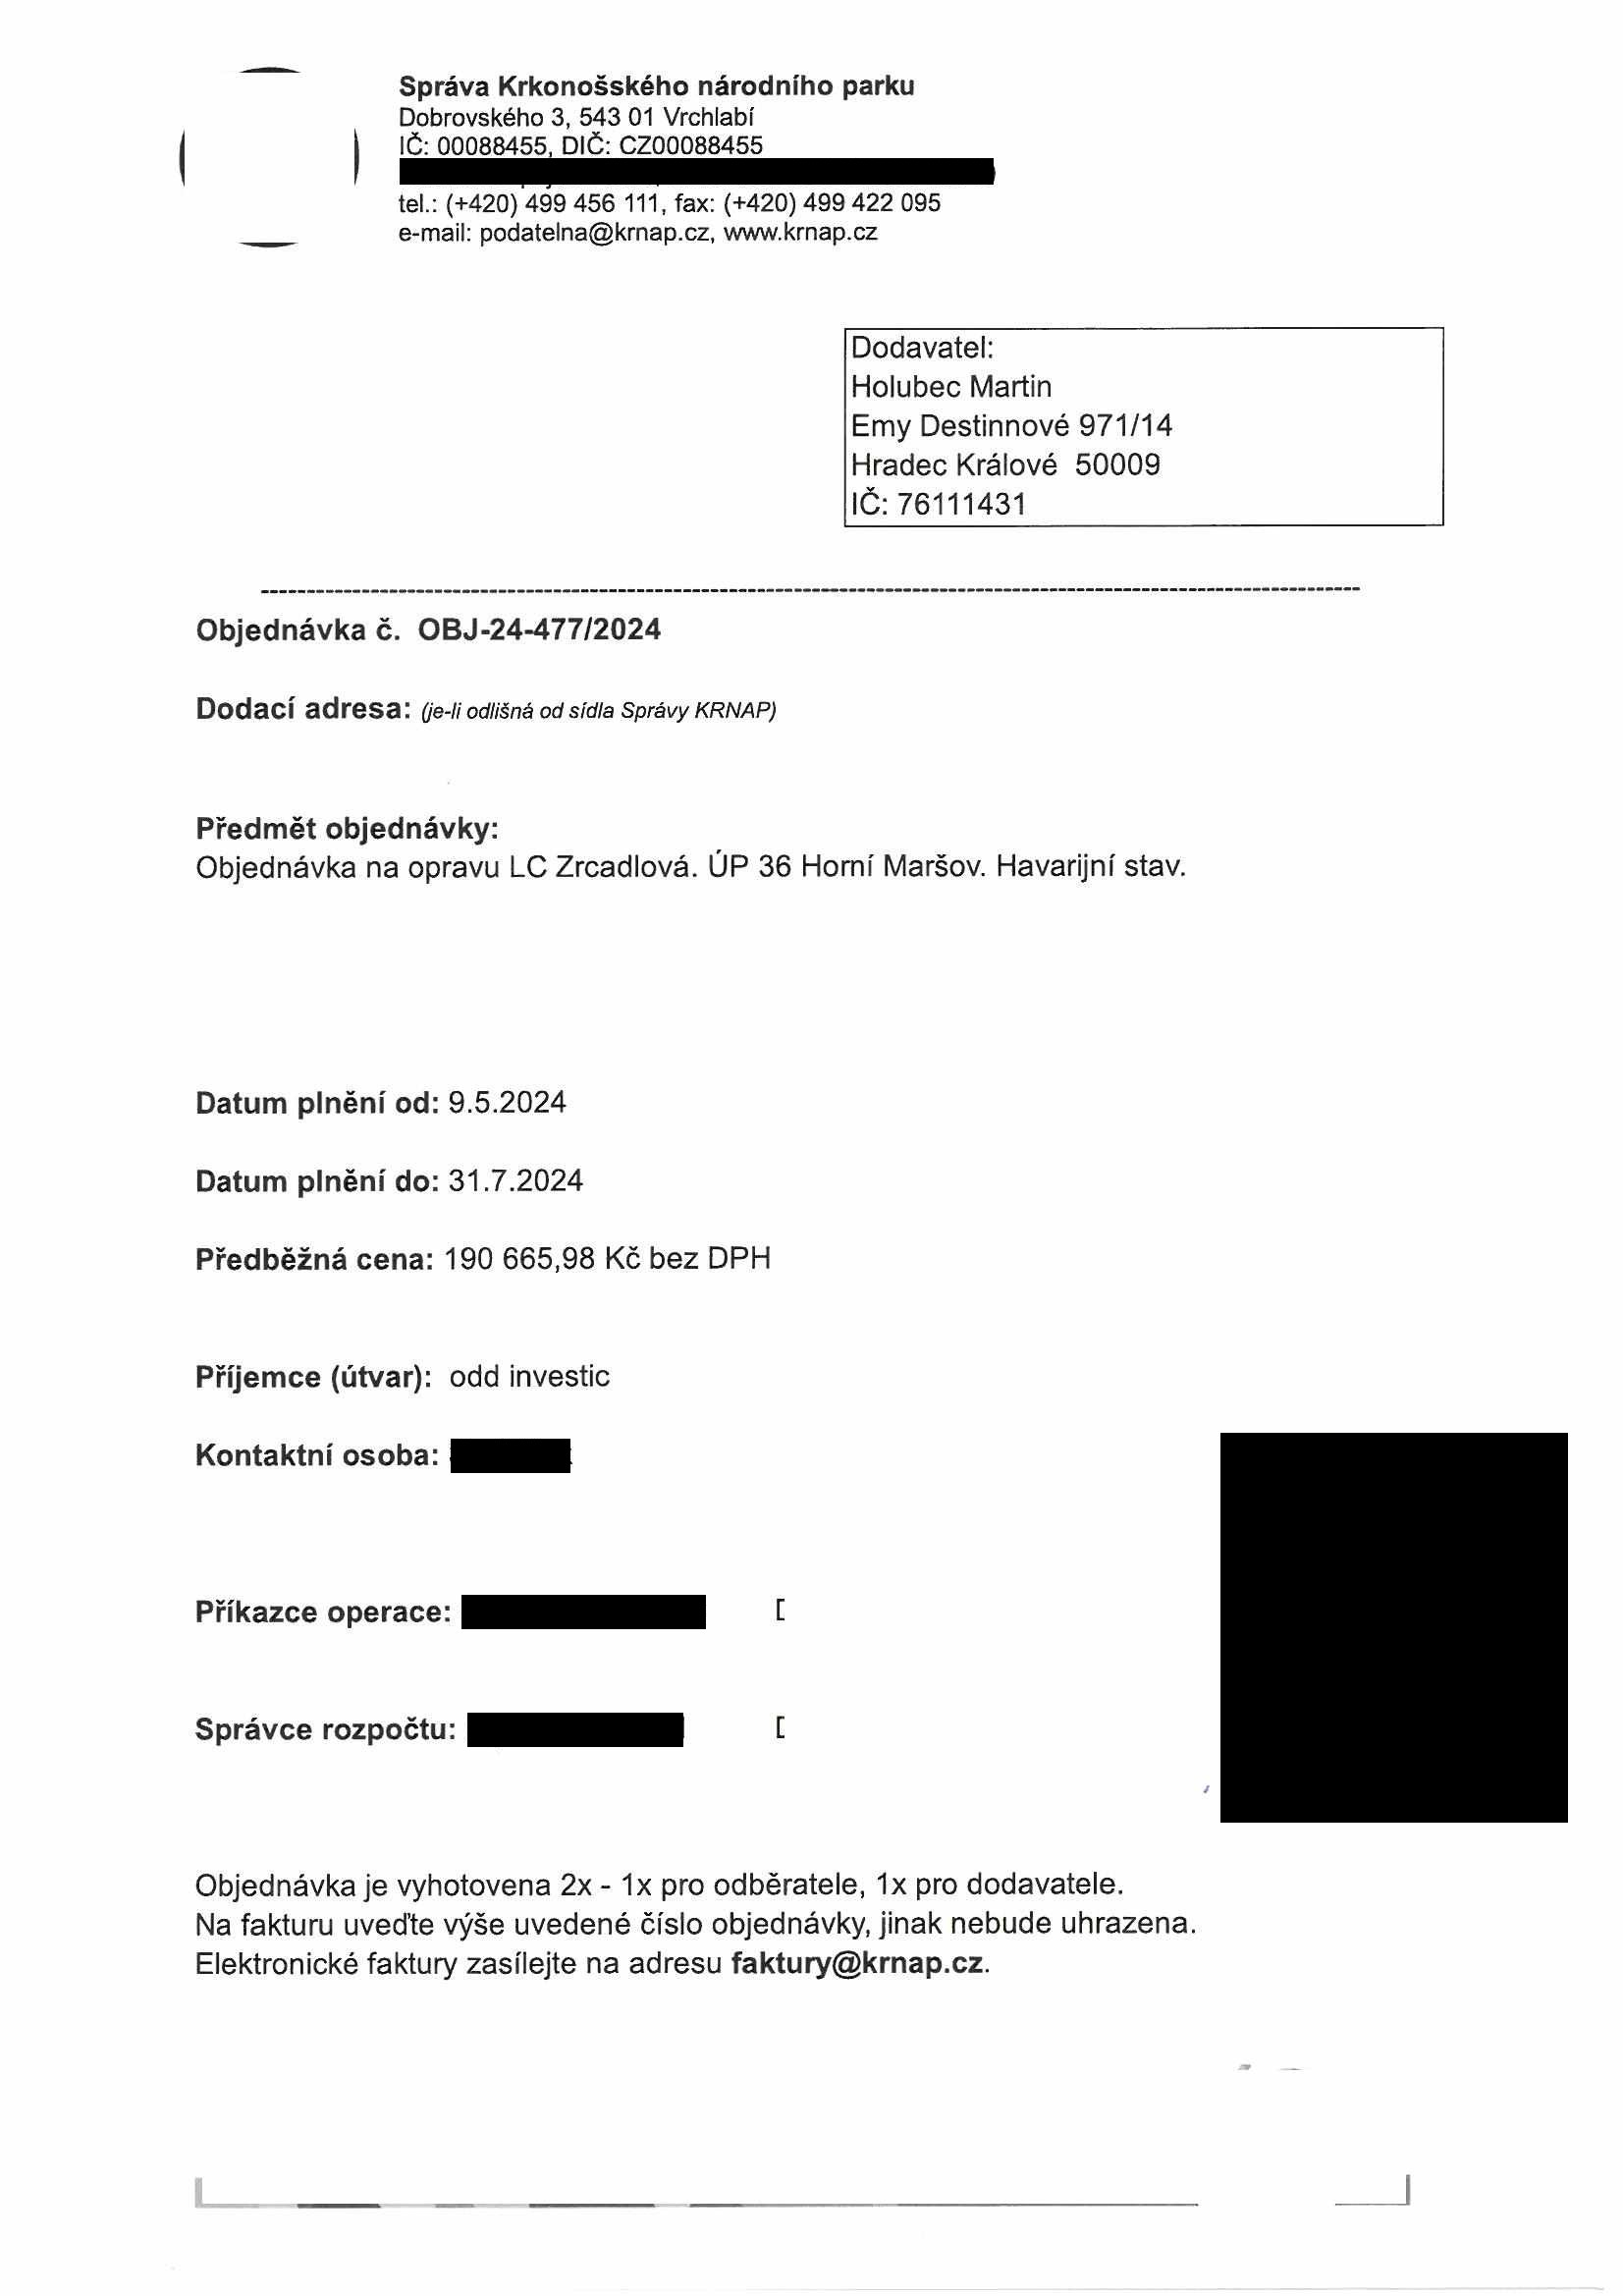 Správa Krkonošského národního parku
Dobrovského 3, 543 01 Vrchlabí
IČ: 00088455, DIČ: CZ00088455
tel.: (+420) 499 456 111, fax: (+420) 499 422 095
e-mail: podatelna@krnap.cz, www.krnap.cz
Dodavatel:
Holubec Martin
Emy Destinnové 971/14
Hradec Králové 50009
IČ: 76111431
Objednávka č. OBJ-24-477/2024
Dodací adresa: (je-li odlišná od sídla Správy KRNAP)
Předmět objednávky:
Objednávka na opravu LC Zrcadlová. ÚP 36 Horní Maršov. Havarijní stav.
Datum plnění od: 9.5.2024
Datum plnění do: 31.7.2024
Předběžná cena: 190 665,98 Kč bez DPH
Příjemce (útvar): odd investic
Kontaktní osoba:
Příkazce operace:
Správce rozpočtu:
Objednávka je vyhotovena 2x - 1x pro odběratele, 1x pro dodavatele.
Na fakturu uveďte výše uvedené číslo objednávky, jinak nebude uhrazena.
Elektronické faktury zasílejte na adresu faktury@krnap.cz.